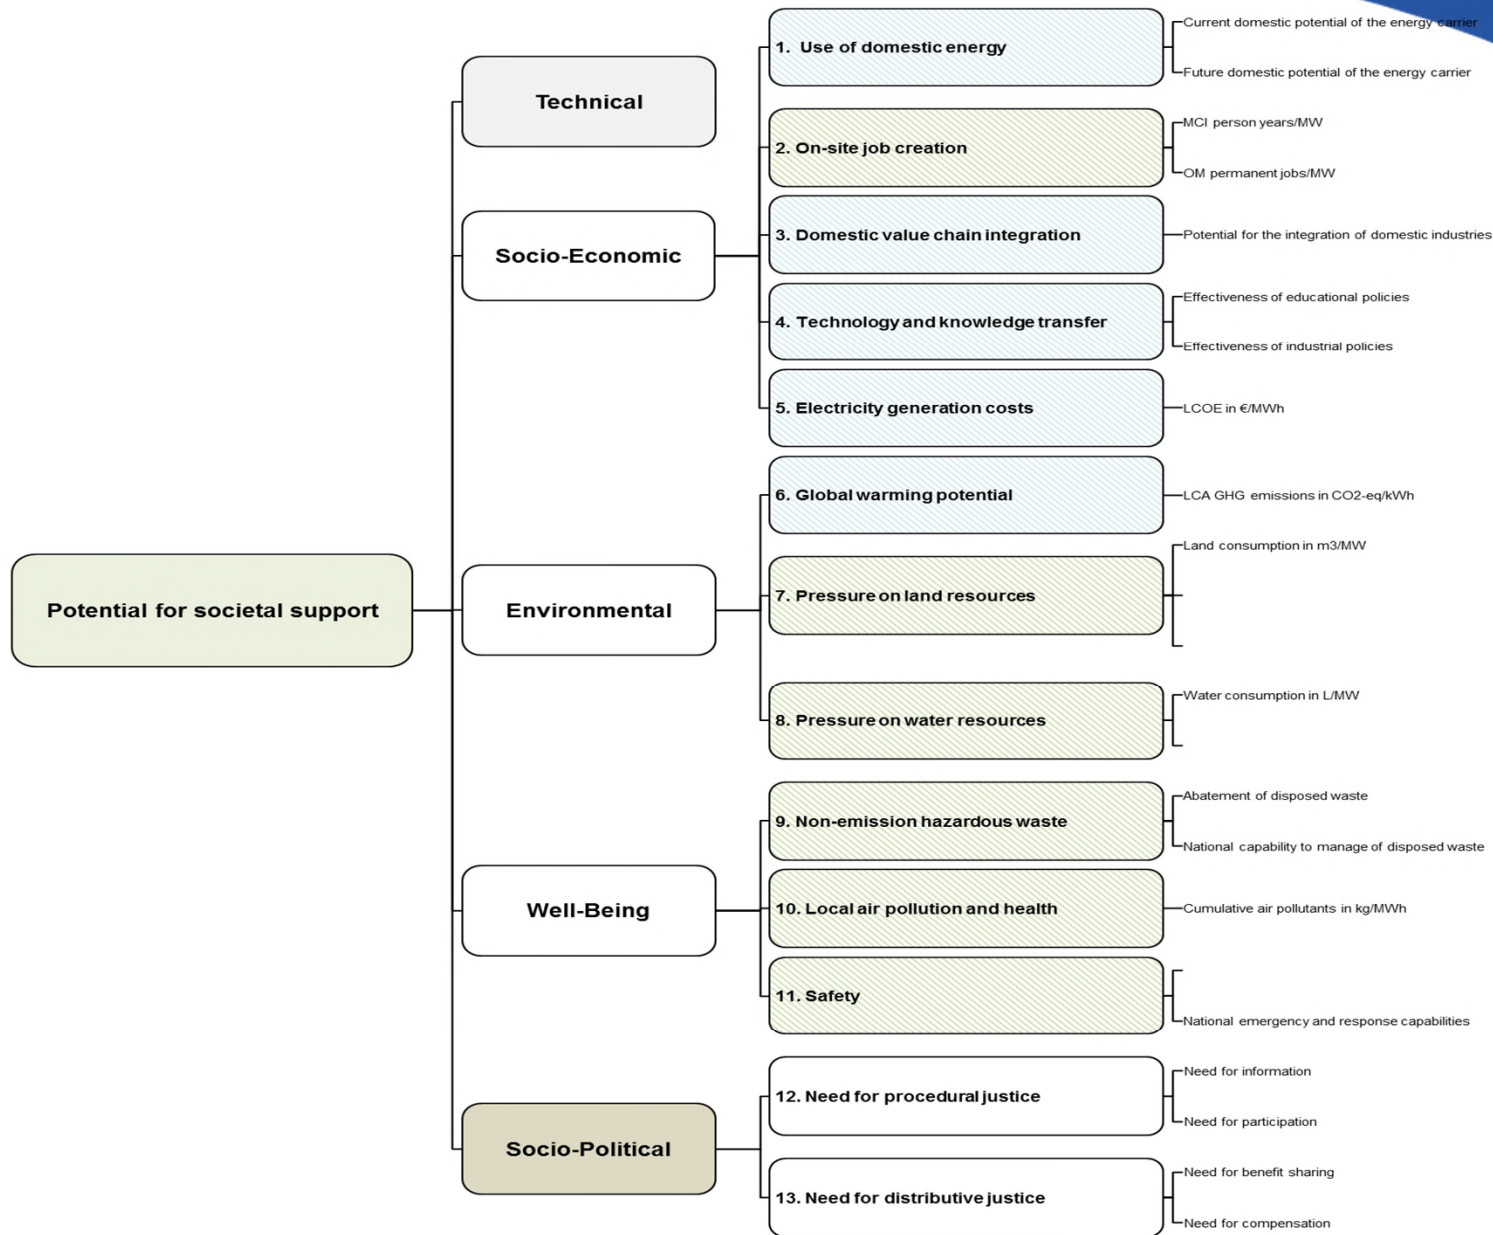 Potential for societal support
Technical
Socio-Economic
1. Use of domestic energy
Current domestic potential of the energy carrier
Future domestic potential of the energy carrier
2. On-site job creation
MCI person years/MW
OM permanent jobs/MW
3. Domestic value chain integration
Potential for the integration of domestic industries
4. Technology and knowledge transfer
Effectiveness of educational policies
Effectiveness of industrial policies
5. Electricity generation costs
LCOE in €/MWh
Environmental
6. Global warming potential
LCA GHG emissions in CO2-eq/kWh
7. Pressure on land resources
Land consumption in m3/MW
8. Pressure on water resources
Water consumption in L/MW
Well-Being
9. Non-emission hazardous waste
Abatement of disposed waste
National capability to manage of disposed waste
10. Local air pollution and health
Cumulative air pollutants in kg/MWh
11. Safety
National emergency and response capabilities
Socio-Political
12. Need for procedural justice
Need for information
Need for participation
13. Need for distributive justice
Need for benefit sharing
Need for compensation